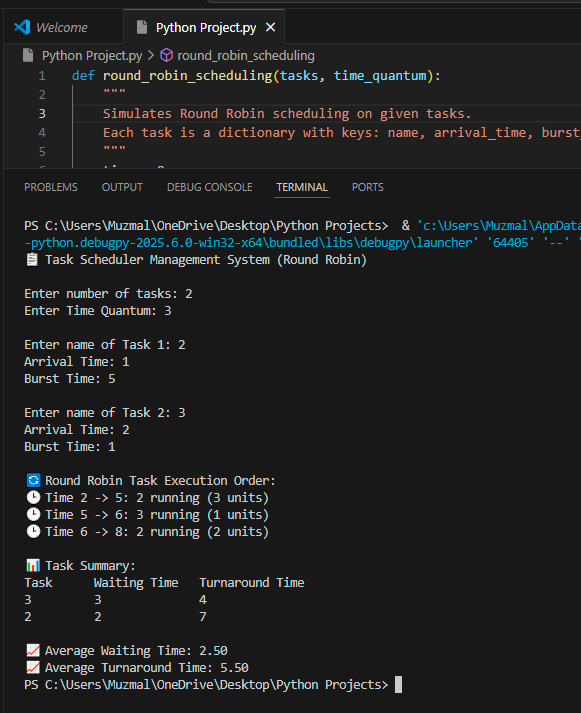 Welcome Python Project.py
Python Project.py > round_robin_scheduling
1 def round_robin_scheduling(tasks, time_quantum):
2 """
3 Simulates Round Robin scheduling on given tasks.
4 Each task is a dictionary with keys: name, arrival_time, burst_
5 """
PROBLEMS OUTPUT DEBUG CONSOLE TERMINAL PORTS
PS C:\Users\Muzmal\OneDrive\Desktop\Python Projects> & 'c:\Users\Muzmal\AppData
-python.debugpy-2025.6.0-win32-x64\bundled\libs\debugpy\launcher' '64405' '--' '
📋 Task Scheduler Management System (Round Robin)
Enter number of tasks: 2
Enter Time Quantum: 3
Enter name of Task 1: 2
Arrival Time: 1
Burst Time: 5
Enter name of Task 2: 3
Arrival Time: 2
Burst Time: 1
🔄 Round Robin Task Execution Order:
🕒 Time 2 -> 5: 2 running (3 units)
🕒 Time 5 -> 6: 3 running (1 units)
🕒 Time 6 -> 8: 2 running (2 units)
📊 Task Summary:
Task Waiting Time Turnaround Time
3 3 4
2 2 7
📈 Average Waiting Time: 2.50
📈 Average Turnaround Time: 5.50
PS C:\Users\Muzmal\OneDrive\Desktop\Python Projects>